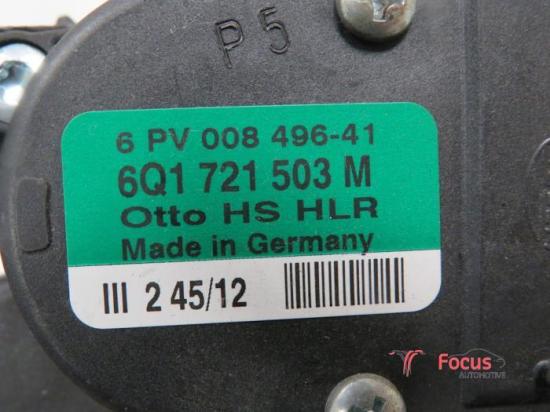 P 5
6 PV 008 496-41
6Q1 721 503 M
Otto HS HLR
Made in Germany
III 2 45/12
Focus
AUTOMOTIVE